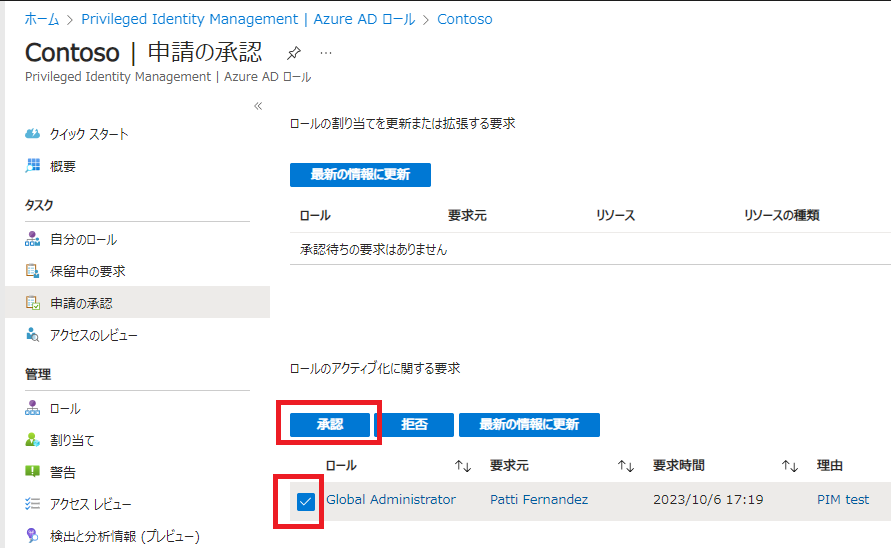 ホーム > Privileged Identity Management | Azure AD ロール > Contoso
Contoso | 申請の承認
Privileged Identity Management | Azure AD ロール
クイック スタート
概要
タスク
自分のロール
保留中の要求
申請の承認
アクセスのレビュー
管理
ロール
割り当て
警告
アクセス レビュー
検出と分析情報 (プレビュー)
ロールの割り当てを更新または拡張する要求
最新の情報に更新
ロール 要求元 リソース リソースの種類
承認待ちの要求はありません
ロールのアクティブ化に関する要求
承認 拒否 最新の情報に更新
ロール 要求元 要求時間 理由
Global Administrator Patti Fernandez 2023/10/6 17:19 PIM test